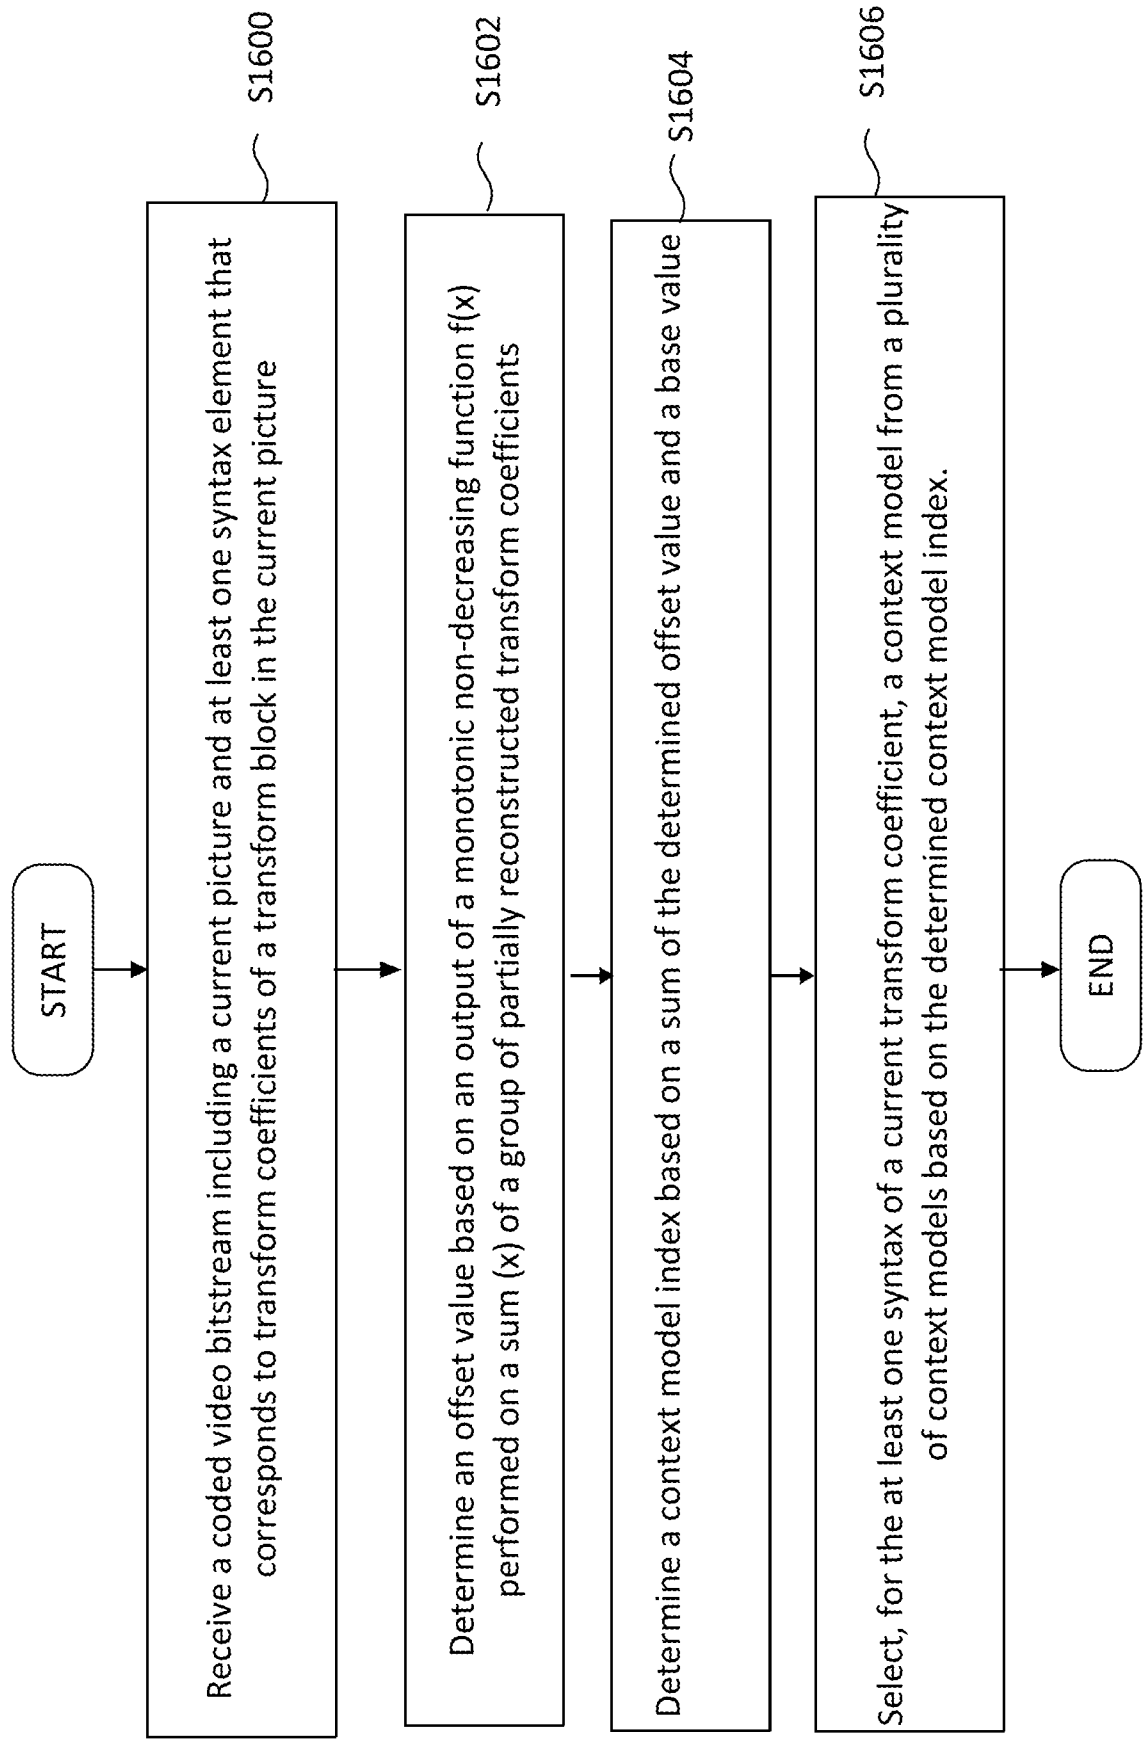 START
Receive a coded video bitstream including a current picture and at least one syntax element that
corresponds to transform coefficients of a transform block in the current picture
S1600
Determine an offset value based on an output of a monotonic non-decreasing function f(x)
performed on a sum (x) of a group of partially reconstructed transform coefficients
S1602
Determine a context model index based on a sum of the determined offset value and a base value
S1604
Select, for the at least one syntax of a current transform coefficient, a context model from a plurality
of context models based on the determined context model index.
S1606
END